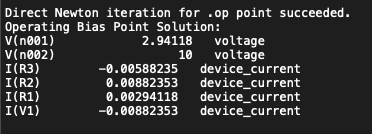 Direct Newton iteration for .op point succeeded.
Operating Bias Point Solution:
V(n001) 2.94118 voltage
V(n002) 10 voltage
I(R3) -0.00588235 device_current
I(R2) 0.00882353 device_current
I(R1) 0.00294118 device_current
I(V1) -0.00882353 device_current